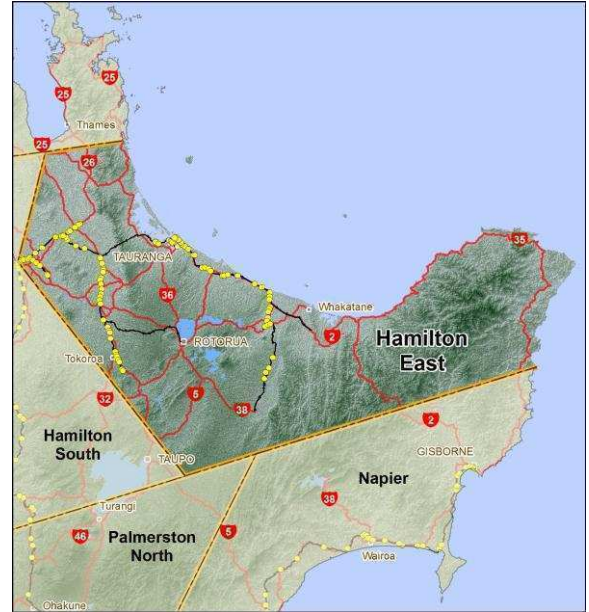 25
25
Thames
25
26
TAURANGA
36
Whakatane
35
2
Hamilton
East
ROTORUA
Tokoroa
5
38
32
2
Hamilton
South
TAUPO
GISBORNE
Napier
38
Turangi
5
46
Palmerston
North
Wairoa
Ohakune